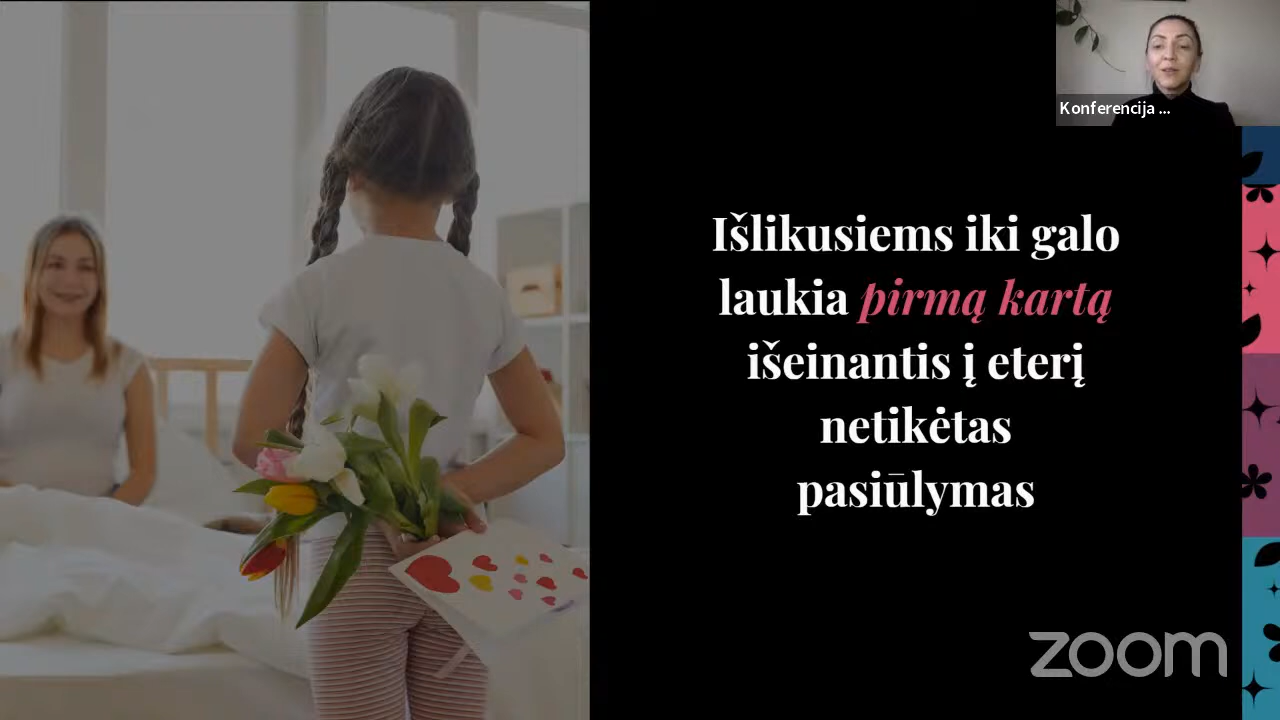 Konferencija ...
Išlikusiems iki galo
laukia pirmą kartą
išeinantis į eterį
netikėtas
pasiūlymas
zoom